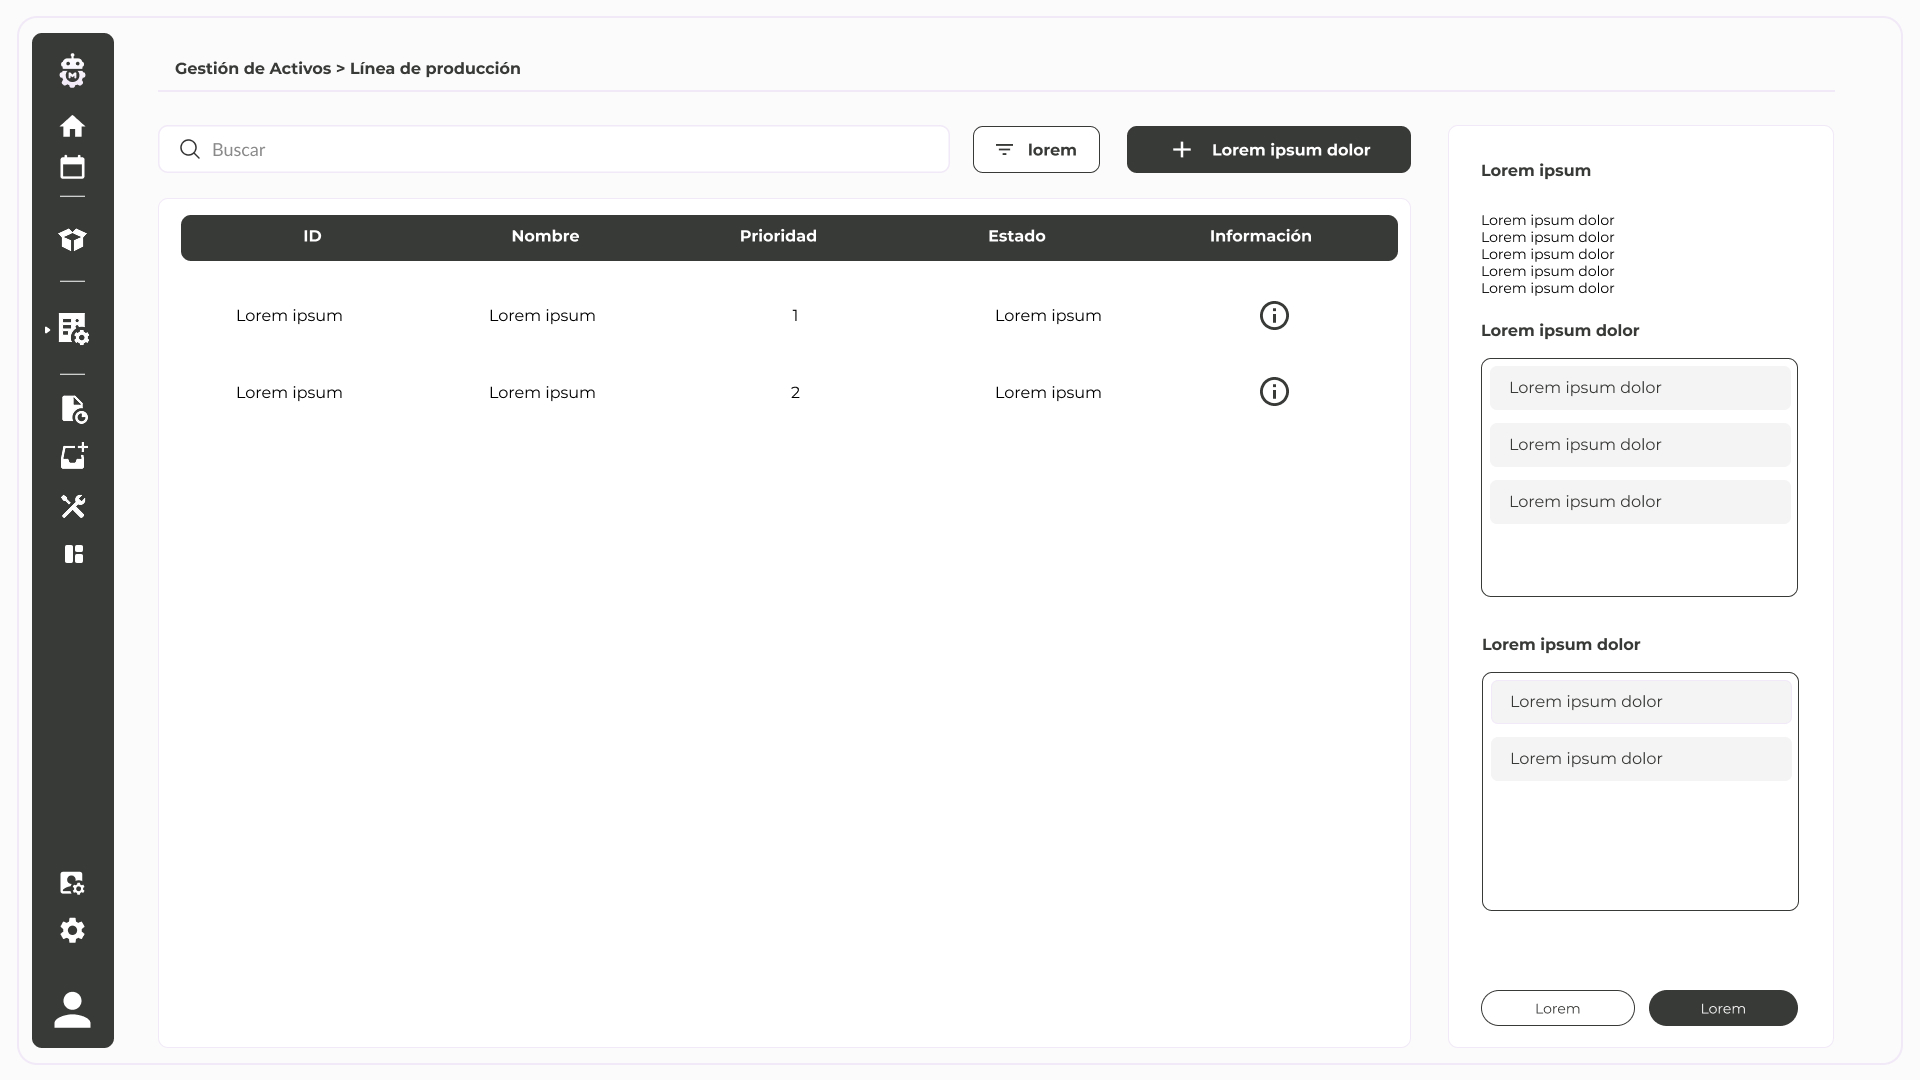 M
Gestión de Activos > Línea de producción
Buscar
lorem
Lorem ipsum dolor
ID Nombre Prioridad Estado Información
Lorem ipsum Lorem ipsum 1 Lorem ipsum
Lorem ipsum Lorem ipsum 2 Lorem ipsum
Lorem ipsum
Lorem ipsum dolor
Lorem ipsum dolor
Lorem ipsum dolor
Lorem ipsum dolor
Lorem ipsum dolor
Lorem ipsum dolor
Lorem ipsum dolor
Lorem ipsum dolor
Lorem ipsum dolor
Lorem ipsum dolor
Lorem ipsum dolor
Lorem ipsum dolor
Lorem
Lorem